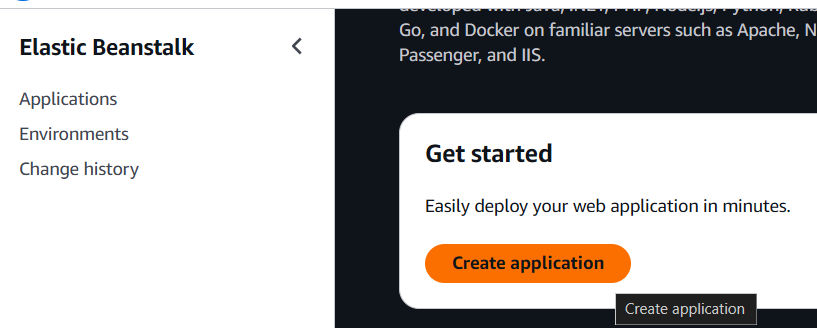 Elastic Beanstalk
Applications
Environments
Change history
Go, and Docker on familiar servers such as Apache, N
Passenger, and IIS.
Get started
Easily deploy your web application in minutes.
Create application
Create application